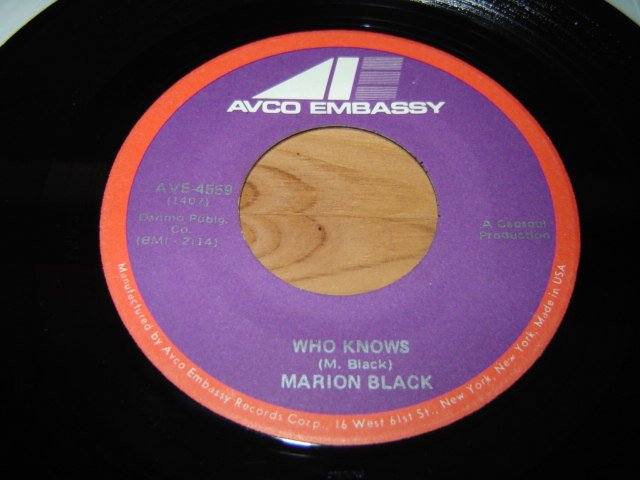 AVCO EMBASSY
AVE-4559
(1407)
Danmo Publg.
Co.
(BMI - 2:14)
A Capsoul
Production
WHO KNOWS
(M. Black)
MARION BLACK
Manufactured by Avco Embassy Records Corp., 16 West 61st St., New York, New York, Made in USA